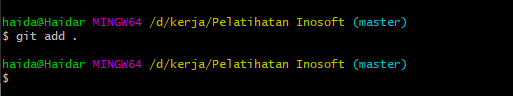 haida@Haidar MINGW64 /d/kerja/Pelatihatan Inosoft (master)
$ git add .
haida@Haidar MINGW64 /d/kerja/Pelatihatan Inosoft (master)
$